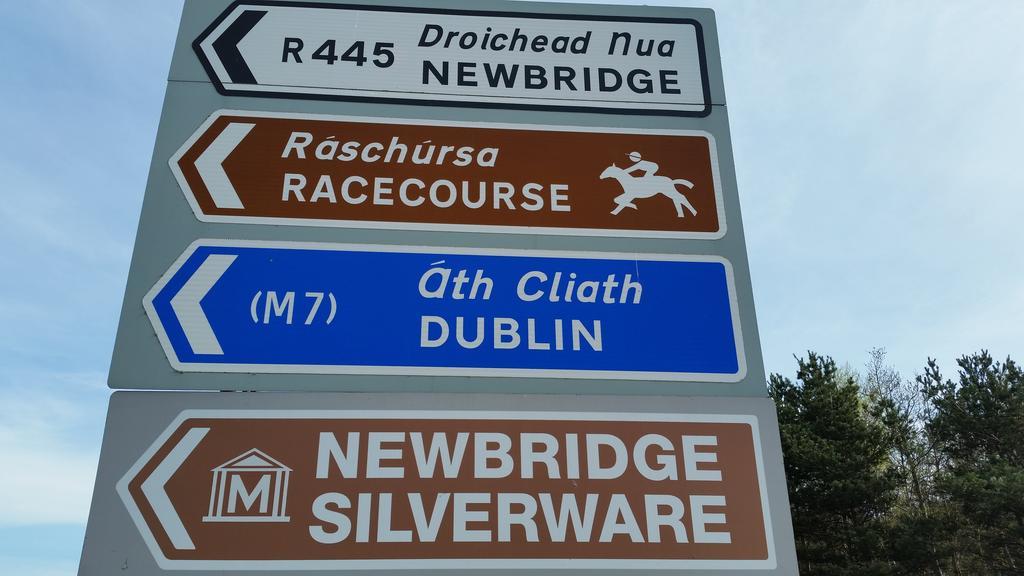 R445 Droichead Nua
NEWBRIDGE
Ráschúrsa
RACECOURSE
(M7) Áth Cliath
DUBLIN
M NEWBRIDGE
SILVERWARE